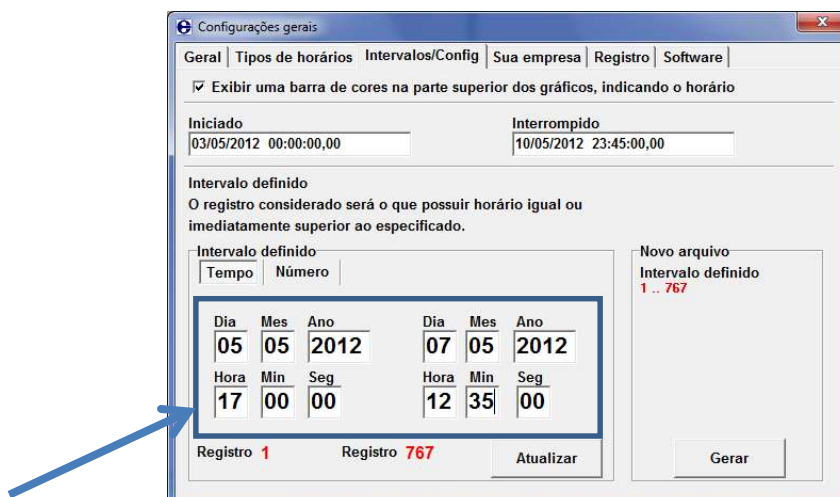 Configurações gerais
Geral Tipos de horários Intervalos/Config Sua empresa Registro Software
Exibir uma barra de cores na parte superior dos gráficos, indicando o horário
Iniciado Interrompido
03/05/2012 00:00:00,00 10/05/2012 23:45:00,00
Intervalo definido
O registro considerado será o que possuir horário igual ou
imediatamente superior ao especificado.
Intervalo definido
Tempo Número
Dia Mes Ano Dia Mes Ano
05 05 2012 07 05 2012
Hora Min Seg Hora Min Seg
17 00 00 12 35 00
Registro 1 Registro 767 Atualizar
Novo arquivo
Intervalo definido
1 .. 767
Gerar